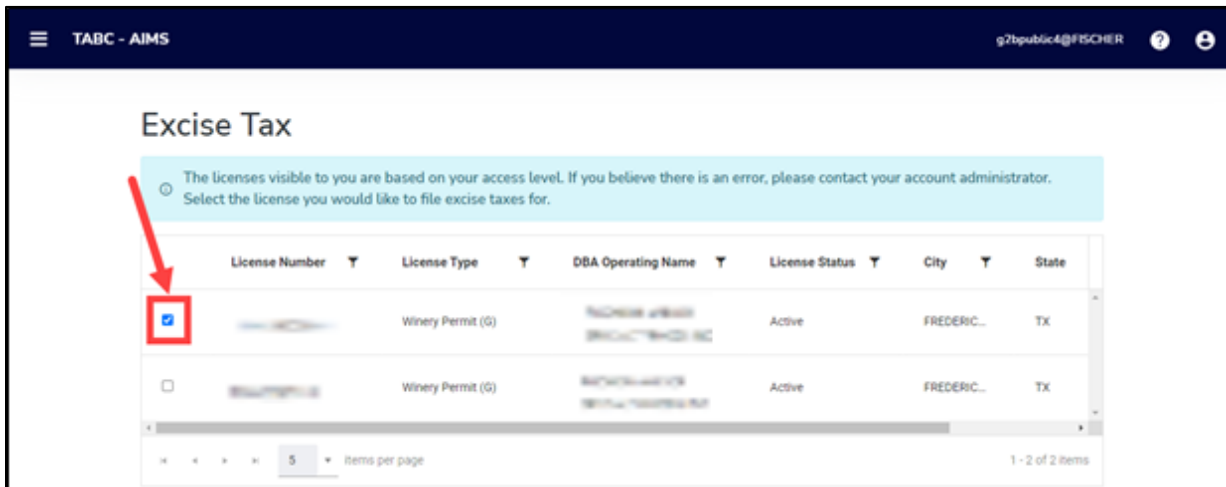 TABC - AIMS g2bpublic4@FISCHER ?
Excise Tax
The licenses visible to you are based on your access level. If you believe there is an error, please contact your account administrator.
Select the license you would like to file excise taxes for.
License Number License Type DBA Operating Name License Status City State
Winery Permit (G) Active FREDERIC... TX
Winery Permit (G) Active FREDERIC... TX
5 items per page 1 - 2 of 2 items